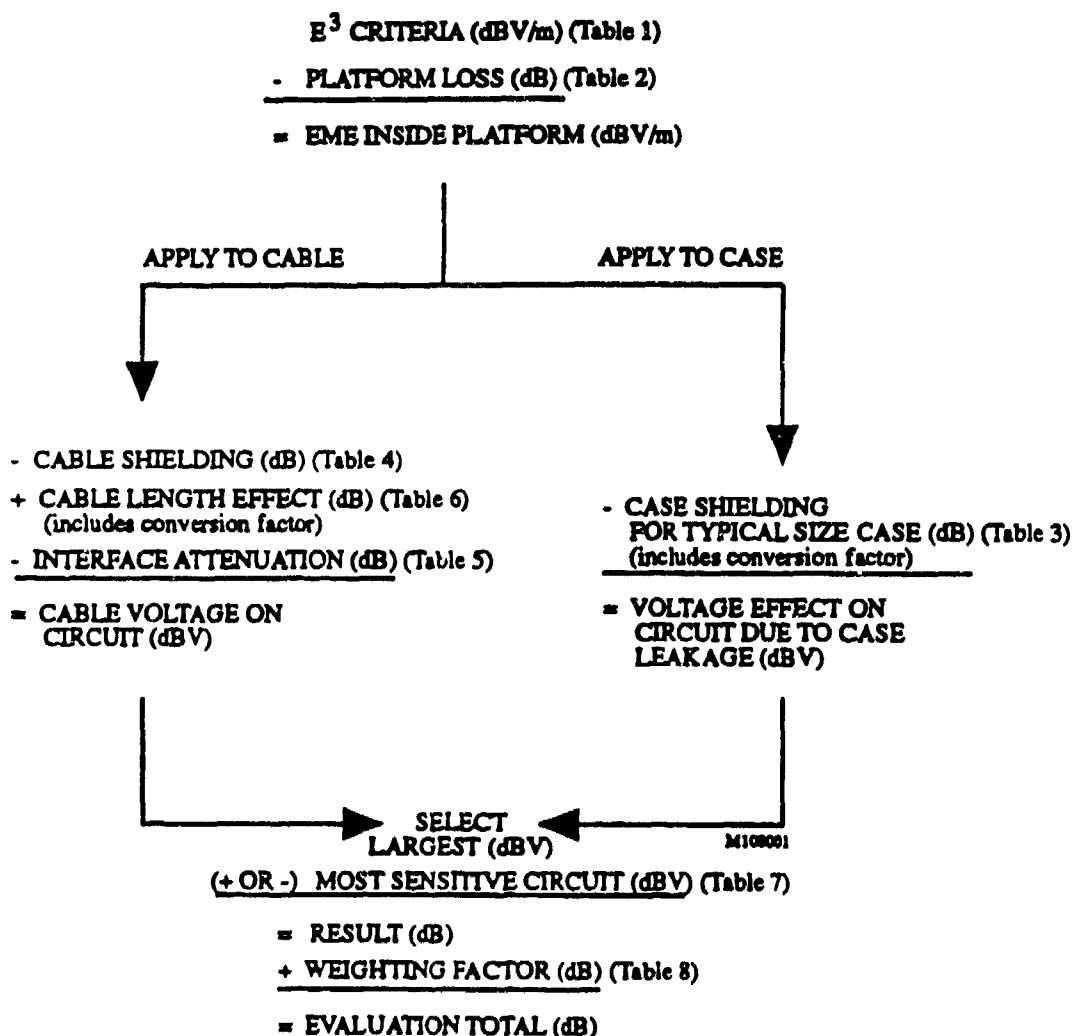 E³ CRITERIA (dBV/m) (Table 1)
- PLATFORM LOSS (dB) (Table 2)
= EME INSIDE PLATFORM (dBV/m)
APPLY TO CABLE
APPLY TO CASE
- CABLE SHIELDING (dB) (Table 4)
+ CABLE LENGTH EFFECT (dB) (Table 6)
(includes conversion factor)
- INTERFACE ATTENUATION (dB) (Table 5)
= CABLE VOLTAGE ON
CIRCUIT (dBV)
- CASE SHIELDING
FOR TYPICAL SIZE CASE (dB) (Table 3)
(includes conversion factor)
= VOLTAGE EFFECT ON
CIRCUIT DUE TO CASE
LEAKAGE (dBV)
SELECT
LARGEST (dBV)
M108001
(+ OR -) MOST SENSITIVE CIRCUIT (dBV) (Table 7)
= RESULT (dB)
+ WEIGHTING FACTOR (dB) (Table 8)
= EVALUATION TOTAL (dB)